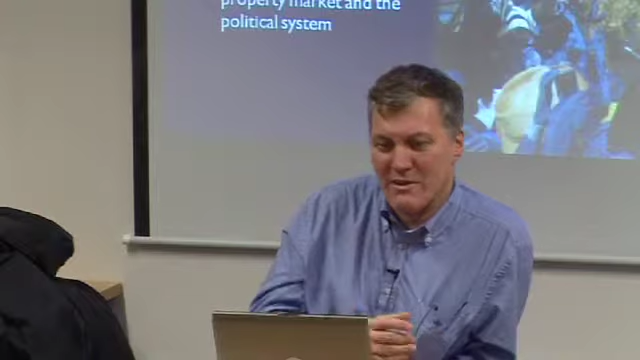 property market and the
political system